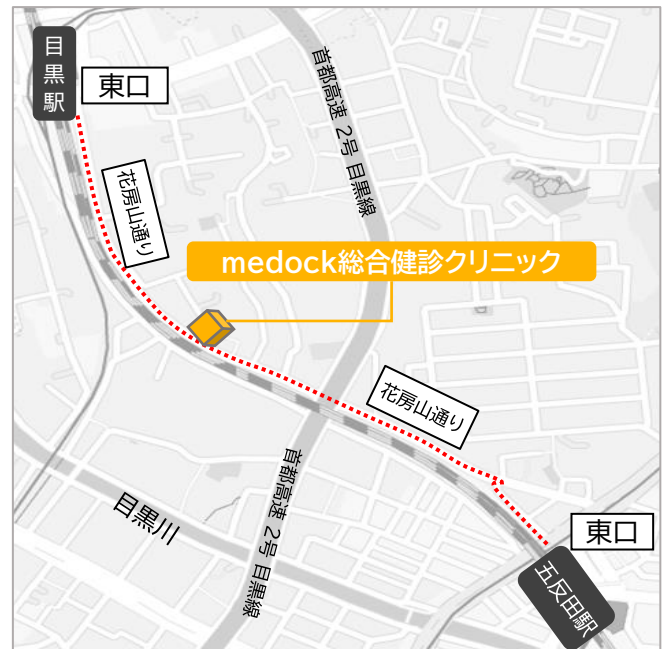 目黒駅
東口
首都高速 2号 目黒線
花房山通り
medock総合健診クリニック
花房山通り
首都高速 2号 目黒線
目黒川
東口
五反田駅